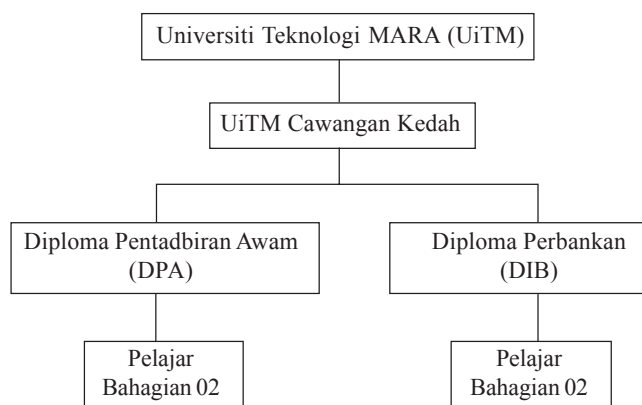 Universiti Teknologi MARA (UiTM)
UiTM Cawangan Kedah
Diploma Pentadbiran Awam
(DPA)
Diploma Perbankan
(DIB)
Pelajar
Bahagian 02
Pelajar
Bahagian 02